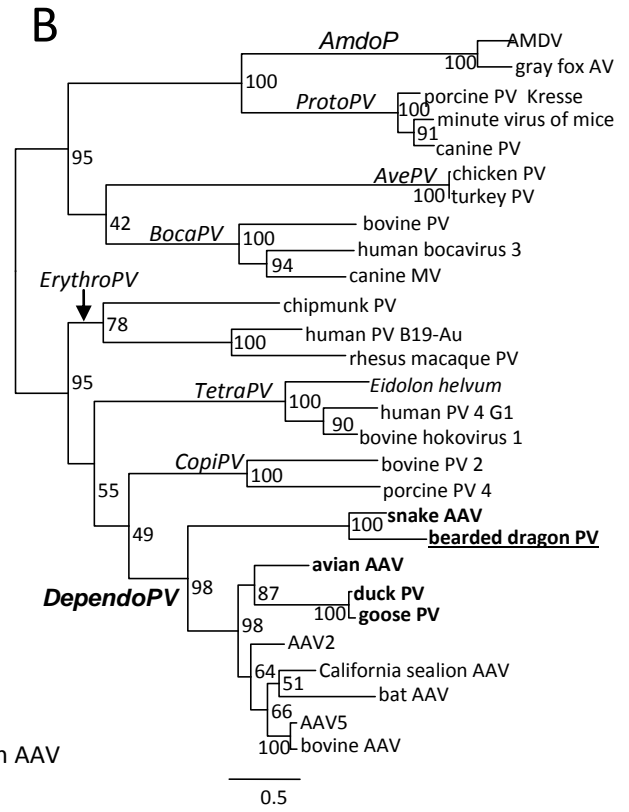 B
AmdoP
AMDV
100
gray fox AV
100
ProtoPV
porcine PV Kresse
100
minute virus of mice
91
canine PV
95
AvePV
chicken PV
100
turkey PV
42
BocaPV
bovine PV
100
human bocavirus 3
94
canine MV
ErythroPV
chipmunk PV
78
human PV B19-Au
100
rhesus macaque PV
95
TetraPV
Eidolon helvum
100
human PV 4 G1
90
bovine hokovirus 1
55
CopiPV
bovine PV 2
100
porcine PV 4
49
snake AAV
100
bearded dragon PV
98
DependoPV
avian AAV
87
duck PV
100
goose PV
98
AAV2
64
California sealion AAV
51
bat AAV
66
AAV5
100
bovine AAV
n AAV
0.5